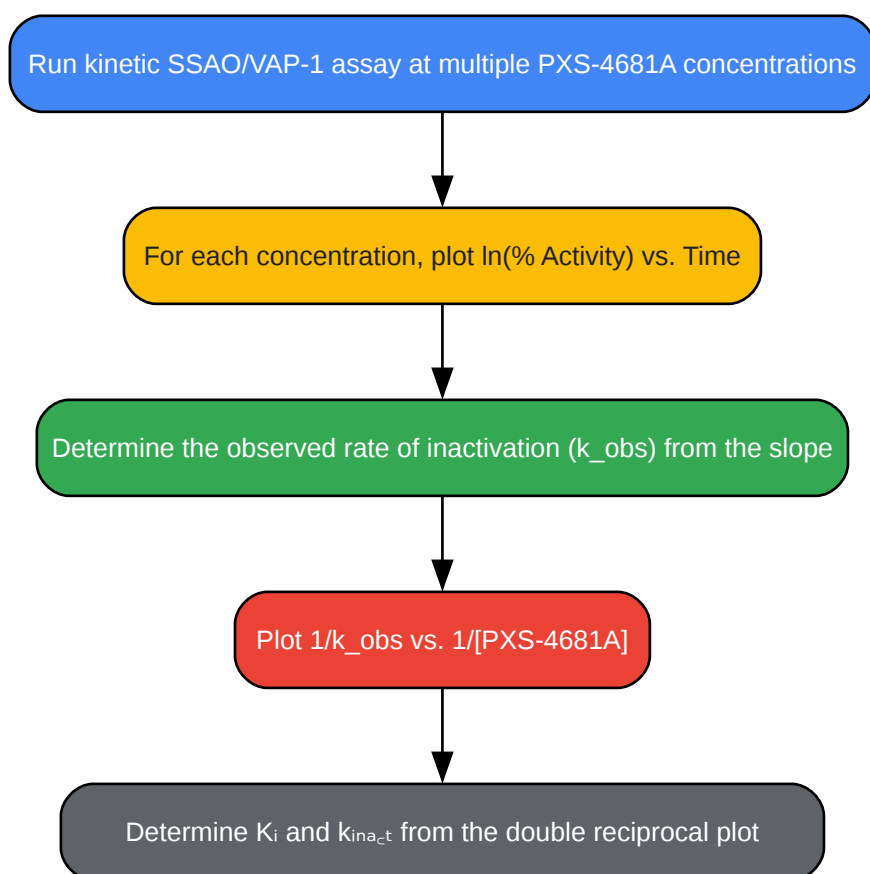 Run kinetic SSAO/VAP-1 assay at multiple PXS-4681A concentrations
For each concentration, plot ln(% Activity) vs. Time
Determine the observed rate of inactivation (k_obs) from the slope
Plot 1/k_obs vs. 1/[PXS-4681A]
Determine Kᵢ and kᵢₙₐ꜀ₜ from the double reciprocal plot